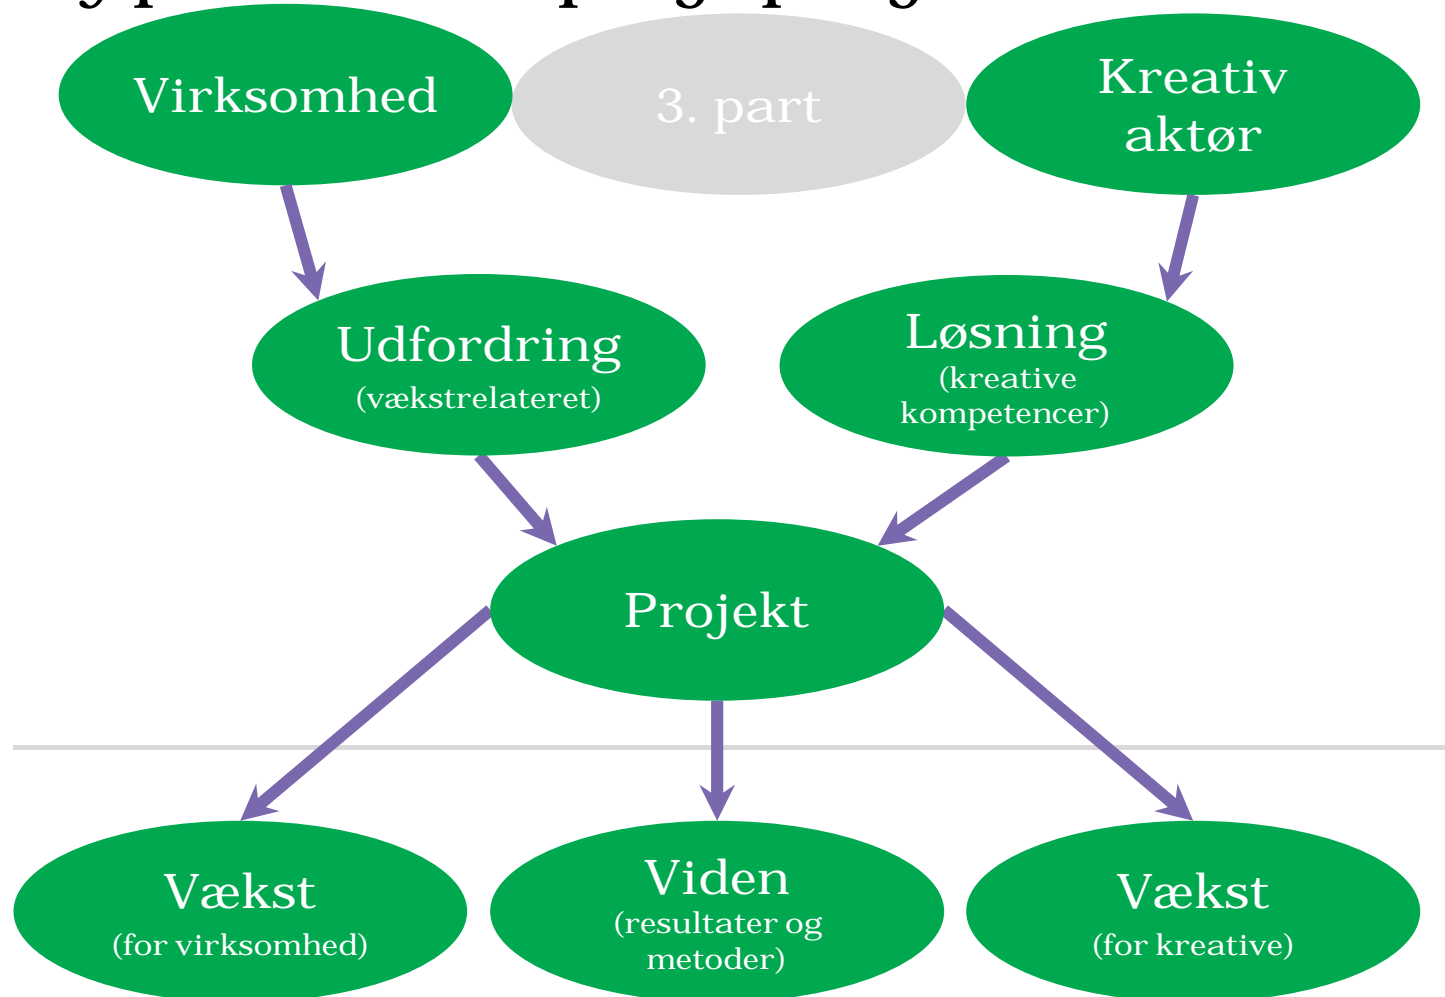 Virksomhed
3. part
Kreativ
aktør
Udfordring
(vækstrelateret)
Løsning
(kreative
kompetencer)
Projekt
Vækst
(for virksomhed)
Viden
(resultater og
metoder)
Vækst
(for kreative)